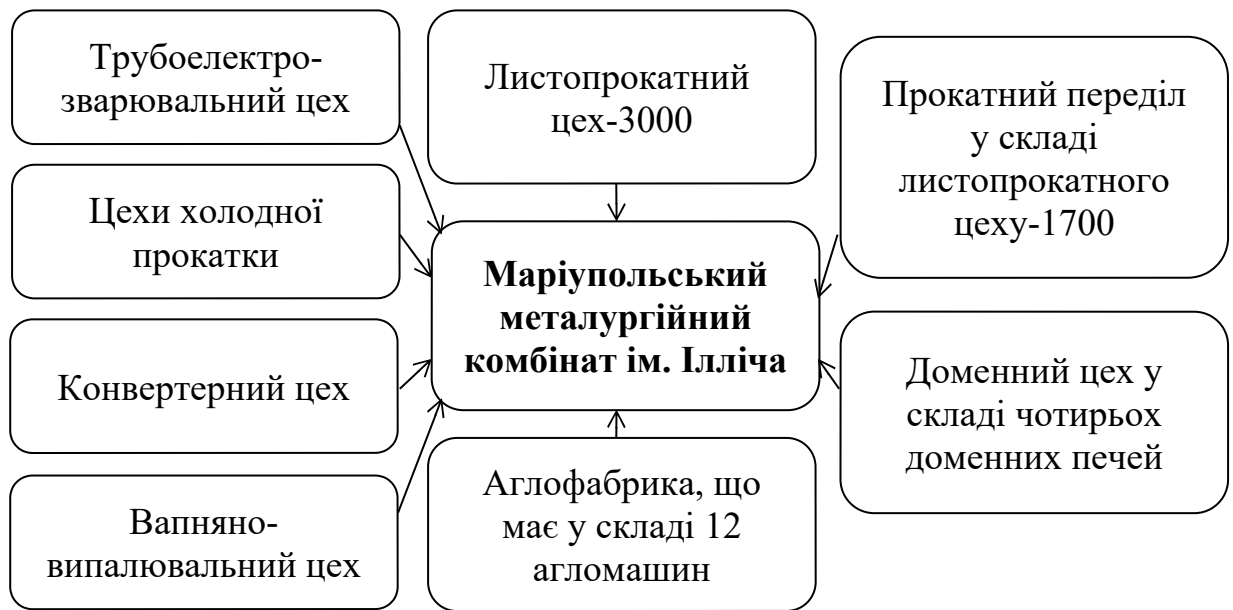 Трубоелектро-
зварювальний цех
Листопрокатний
цех-3000
Прокатний переділ
у складі
листопрокатного
цеху-1700
Цехи холодної
прокатки
Маріупольський
металургійний
комбінат ім. Ілліча
Конвертерний цех
Доменний цех у
складі чотирьох
доменних печей
Вапняно-
випалювальний цех
Аглофабрика, що
має у складі 12
агломашин